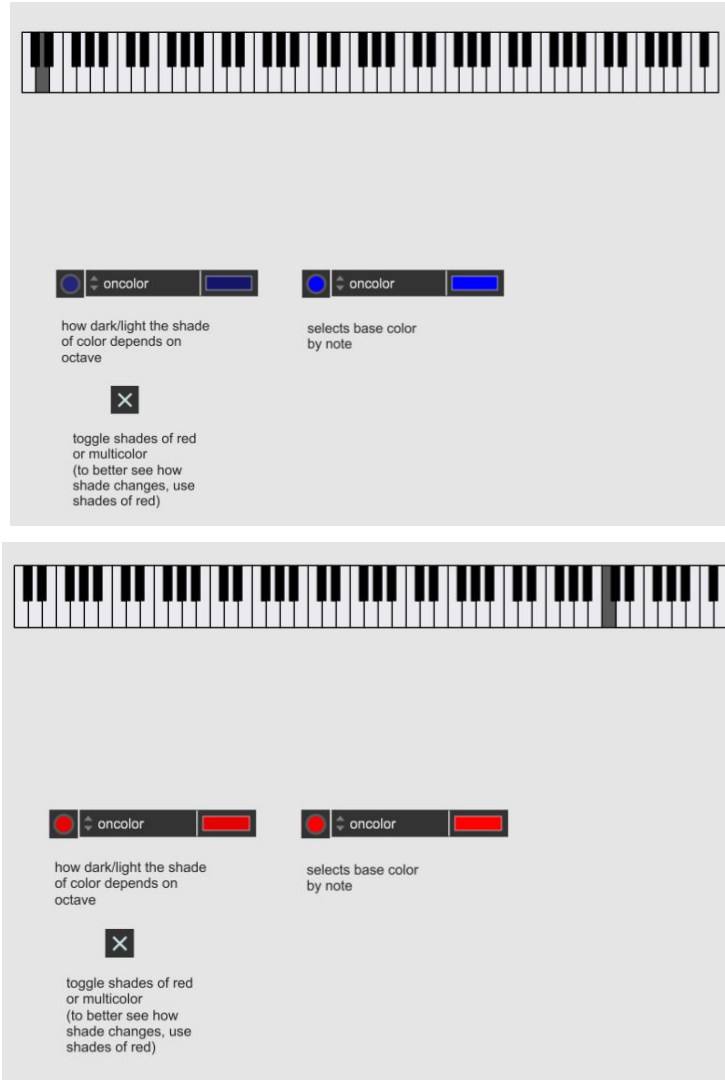 oncolor
oncolor
how dark/light the shade
of color depends on
octave
selects base color
by note
toggle shades of red
or multicolor
(to better see how
shade changes, use
shades of red)
oncolor
oncolor
how dark/light the shade
of color depends on
octave
selects base color
by note
toggle shades of red
or multicolor
(to better see how
shade changes, use
shades of red)